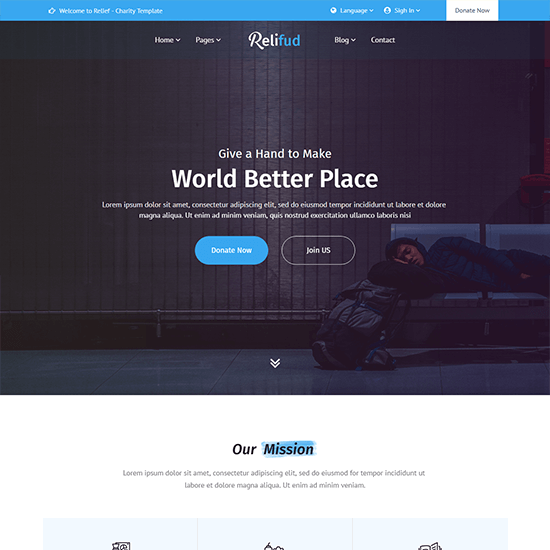 Welcome to Relief - Charity Template
Language
Sigh in
Donate Now
Home
Pages
Relifud
Blog
Contact
Give a Hand to Make
World Better Place
Lorem ipsum dolor sit amet, consectetur adipiscing elit, sed do eiusmod tempor incididunt ut labore et dolore
magna aliqua. Ut enim ad minim veniam, quis nostrud exercitation ullamco laboris nisi
Donate Now
Join US
Our Mission
Lorem ipsum dolor sit amet, consectetur adipiscing elit, sed do eiusmod tempor incididunt ut labore et dolore magna aliqua. Ut enim ad minim veniam.